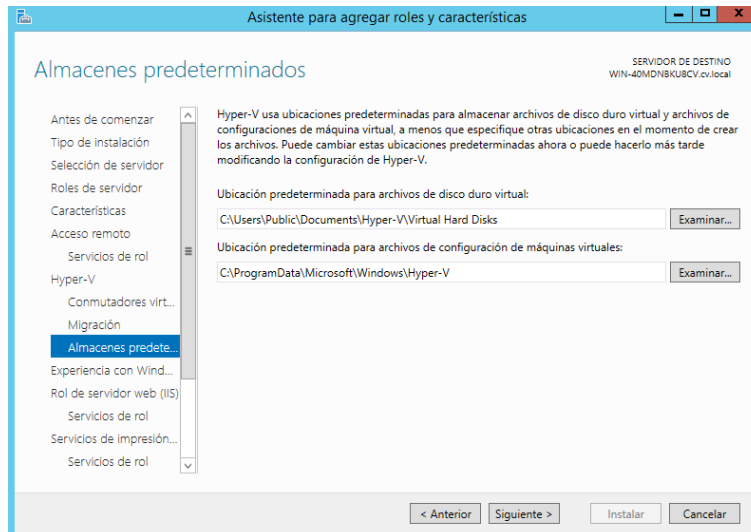 Asistente para agregar roles y características
Almacenes predeterminados
SERVIDOR DE DESTINO
WIN-40MDNBKU8CV.cv.local
Antes de comenzar
Tipo de instalación
Selección de servidor
Roles de servidor
Características
Acceso remoto
Servicios de rol
Hyper-V
Conmutadores virt...
Migración
Almacenes predete...
Experiencia con Wind...
Rol de servidor web (IIS)
Servicios de rol
Servicios de impresión...
Servicios de rol
Hyper-V usa ubicaciones predeterminadas para almacenar archivos de disco duro virtual y archivos de
configuraciones de máquina virtual, a menos que especifique otras ubicaciones en el momento de crear
los archivos. Puede cambiar estas ubicaciones predeterminadas ahora o puede hacerlo más tarde
modificando la configuración de Hyper-V.
Ubicación predeterminada para archivos de disco duro virtual:
C:\Users\Public\Documents\Hyper-V\Virtual Hard Disks
Examinar...
Ubicación predeterminada para archivos de configuración de máquinas virtuales:
C:\ProgramData\Microsoft\Windows\Hyper-V
Examinar...
< Anterior
Siguiente >
Instalar
Cancelar